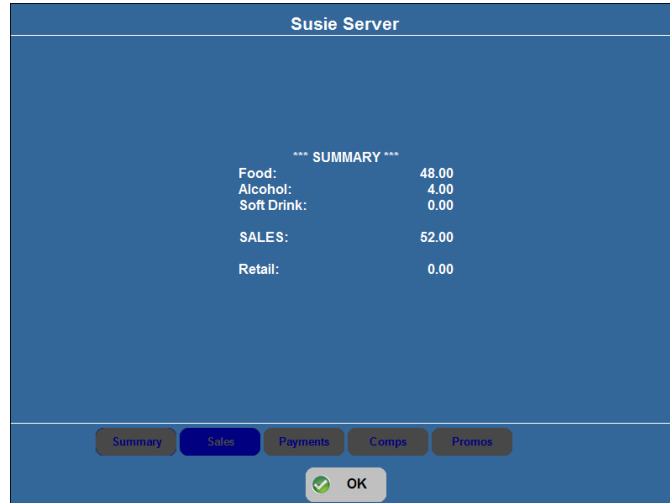 Susie Server
*** SUMMARY ***
Food: 48.00
Alcohol: 4.00
Soft Drink: 0.00
SALES: 52.00
Retail: 0.00
Summary Sales Payments Comps Promos
OK